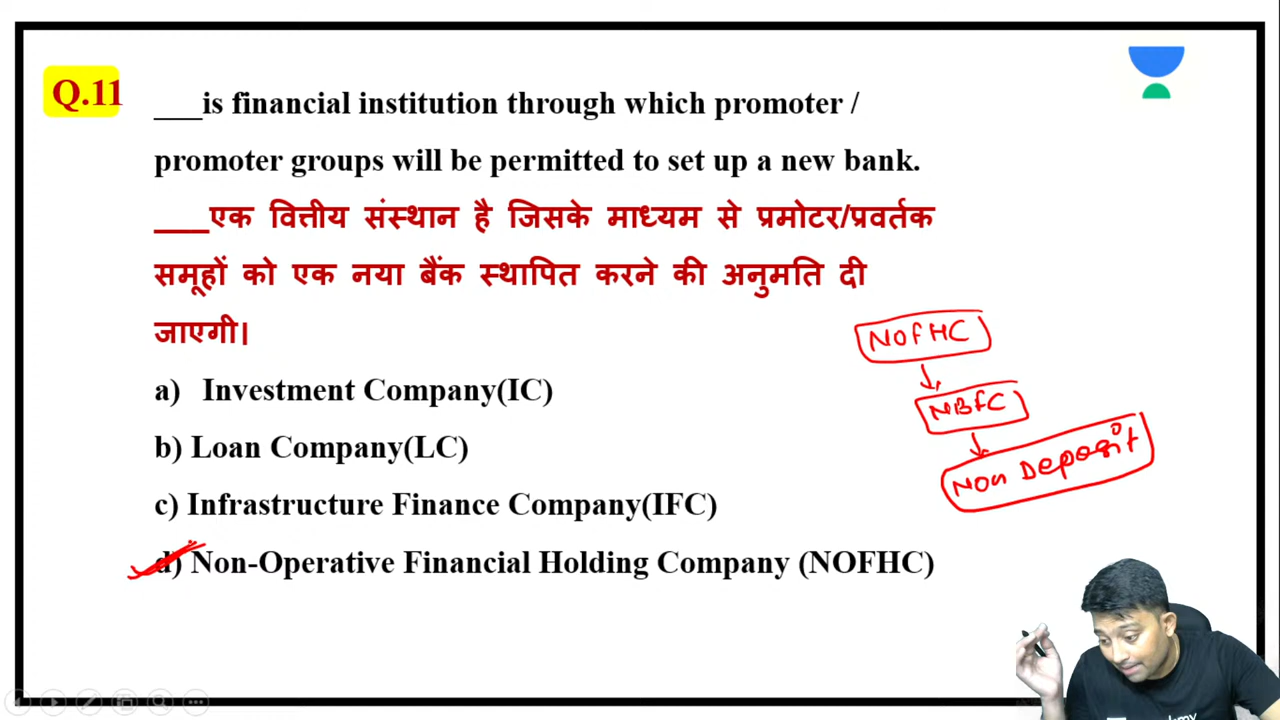 Q.11
___is financial institution through which promoter /
promoter groups will be permitted to set up a new bank.
___एक वित्तीय संस्थान है जिसके माध्यम से प्रमोटर/प्रवर्तक
समूहों को एक नया बैंक स्थापित करने की अनुमति दी
जाएगी।
a) Investment Company(IC)
b) Loan Company(LC)
c) Infrastructure Finance Company(IFC)
d) Non-Operative Financial Holding Company (NOFHC)
NOFHC
NBFC
Non Deposit